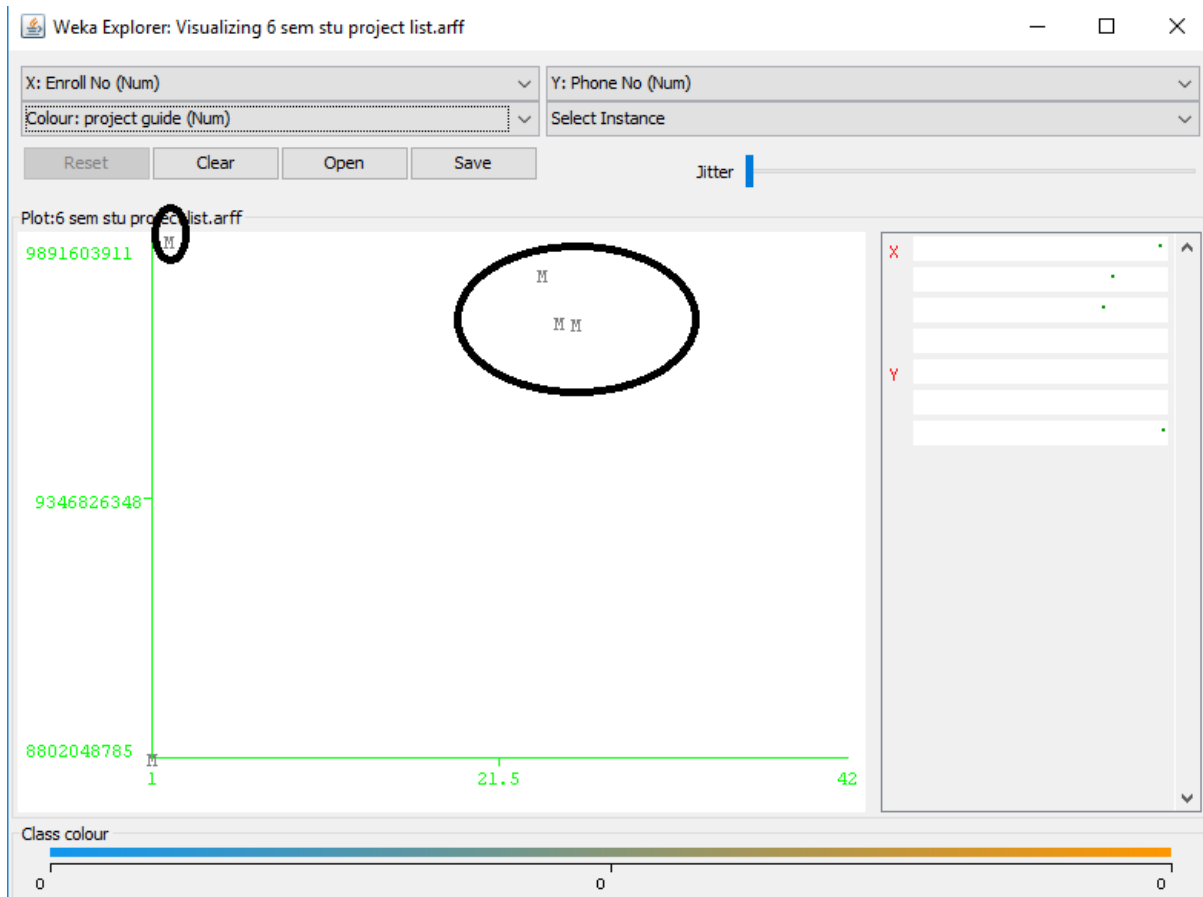 Weka Explorer: Visualizing 6 sem stu project list.arff
X: Enroll No (Num)
Y: Phone No (Num)
Colour: project guide (Num)
Select Instance
Reset Clear Open Save
Jitter
Plot:6 sem stu project list.arff
M
9891603911
M
M M
9346826348
8802048785
M
1 21.5 42
X
Y
Class colour
0 0 0